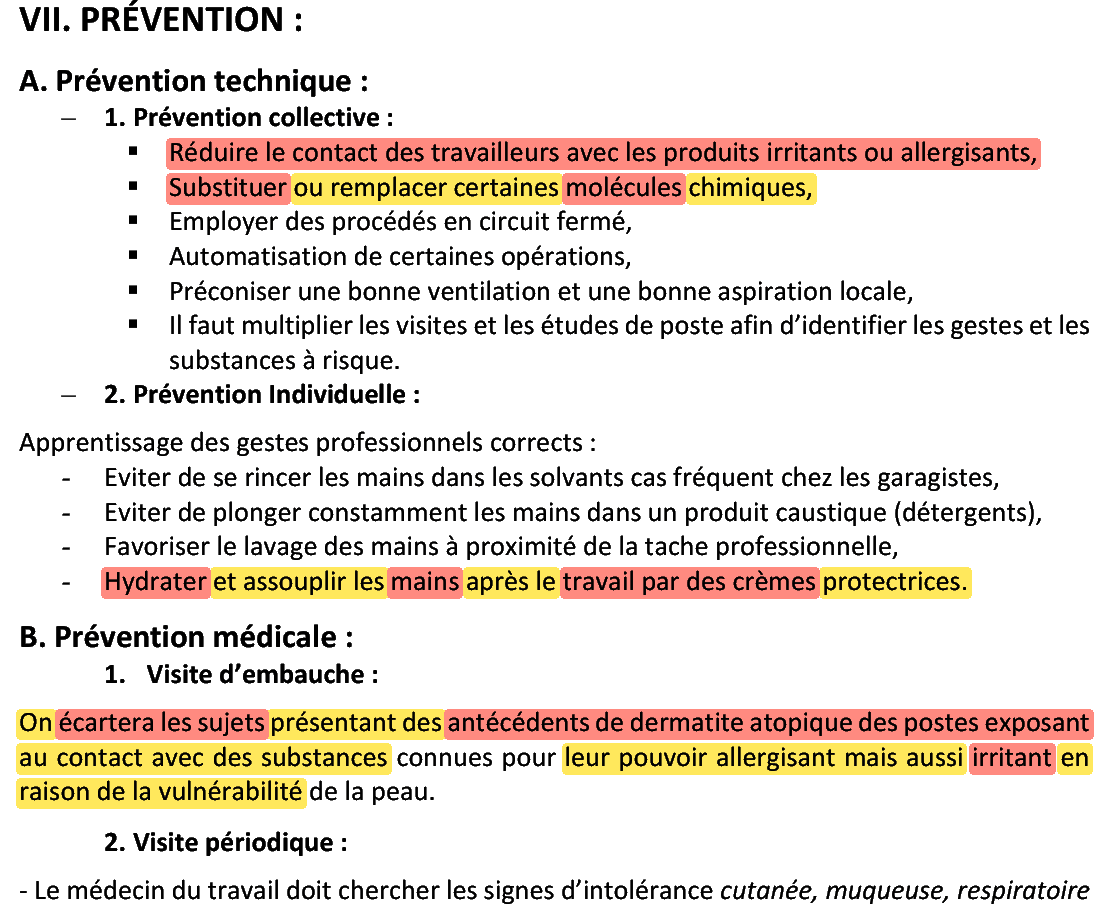 VII. PRÉVENTION :
A. Prévention technique :
– 1. Prévention collective :
▪ Réduire le contact des travailleurs avec les produits irritants ou allergisants,
▪ Substituer ou remplacer certaines molécules chimiques,
▪ Employer des procédés en circuit fermé,
▪ Automatisation de certaines opérations,
▪ Préconiser une bonne ventilation et une bonne aspiration locale,
▪ Il faut multiplier les visites et les études de poste afin d’identifier les gestes et les
substances à risque.
– 2. Prévention Individuelle :
Apprentissage des gestes professionnels corrects :
- Eviter de se rincer les mains dans les solvants cas fréquent chez les garagistes,
- Eviter de plonger constamment les mains dans un produit caustique (détergents),
- Favoriser le lavage des mains à proximité de la tache professionnelle,
- Hydrater et assouplir les mains après le travail par des crèmes protectrices.
B. Prévention médicale :
1. Visite d’embauche :
On écartera les sujets présentant des antécédents de dermatite atopique des postes exposant
au contact avec des substances connues pour leur pouvoir allergisant mais aussi irritant en
raison de la vulnérabilité de la peau.
2. Visite périodique :
- Le médecin du travail doit chercher les signes d’intolérance cutanée, muqueuse, respiratoire